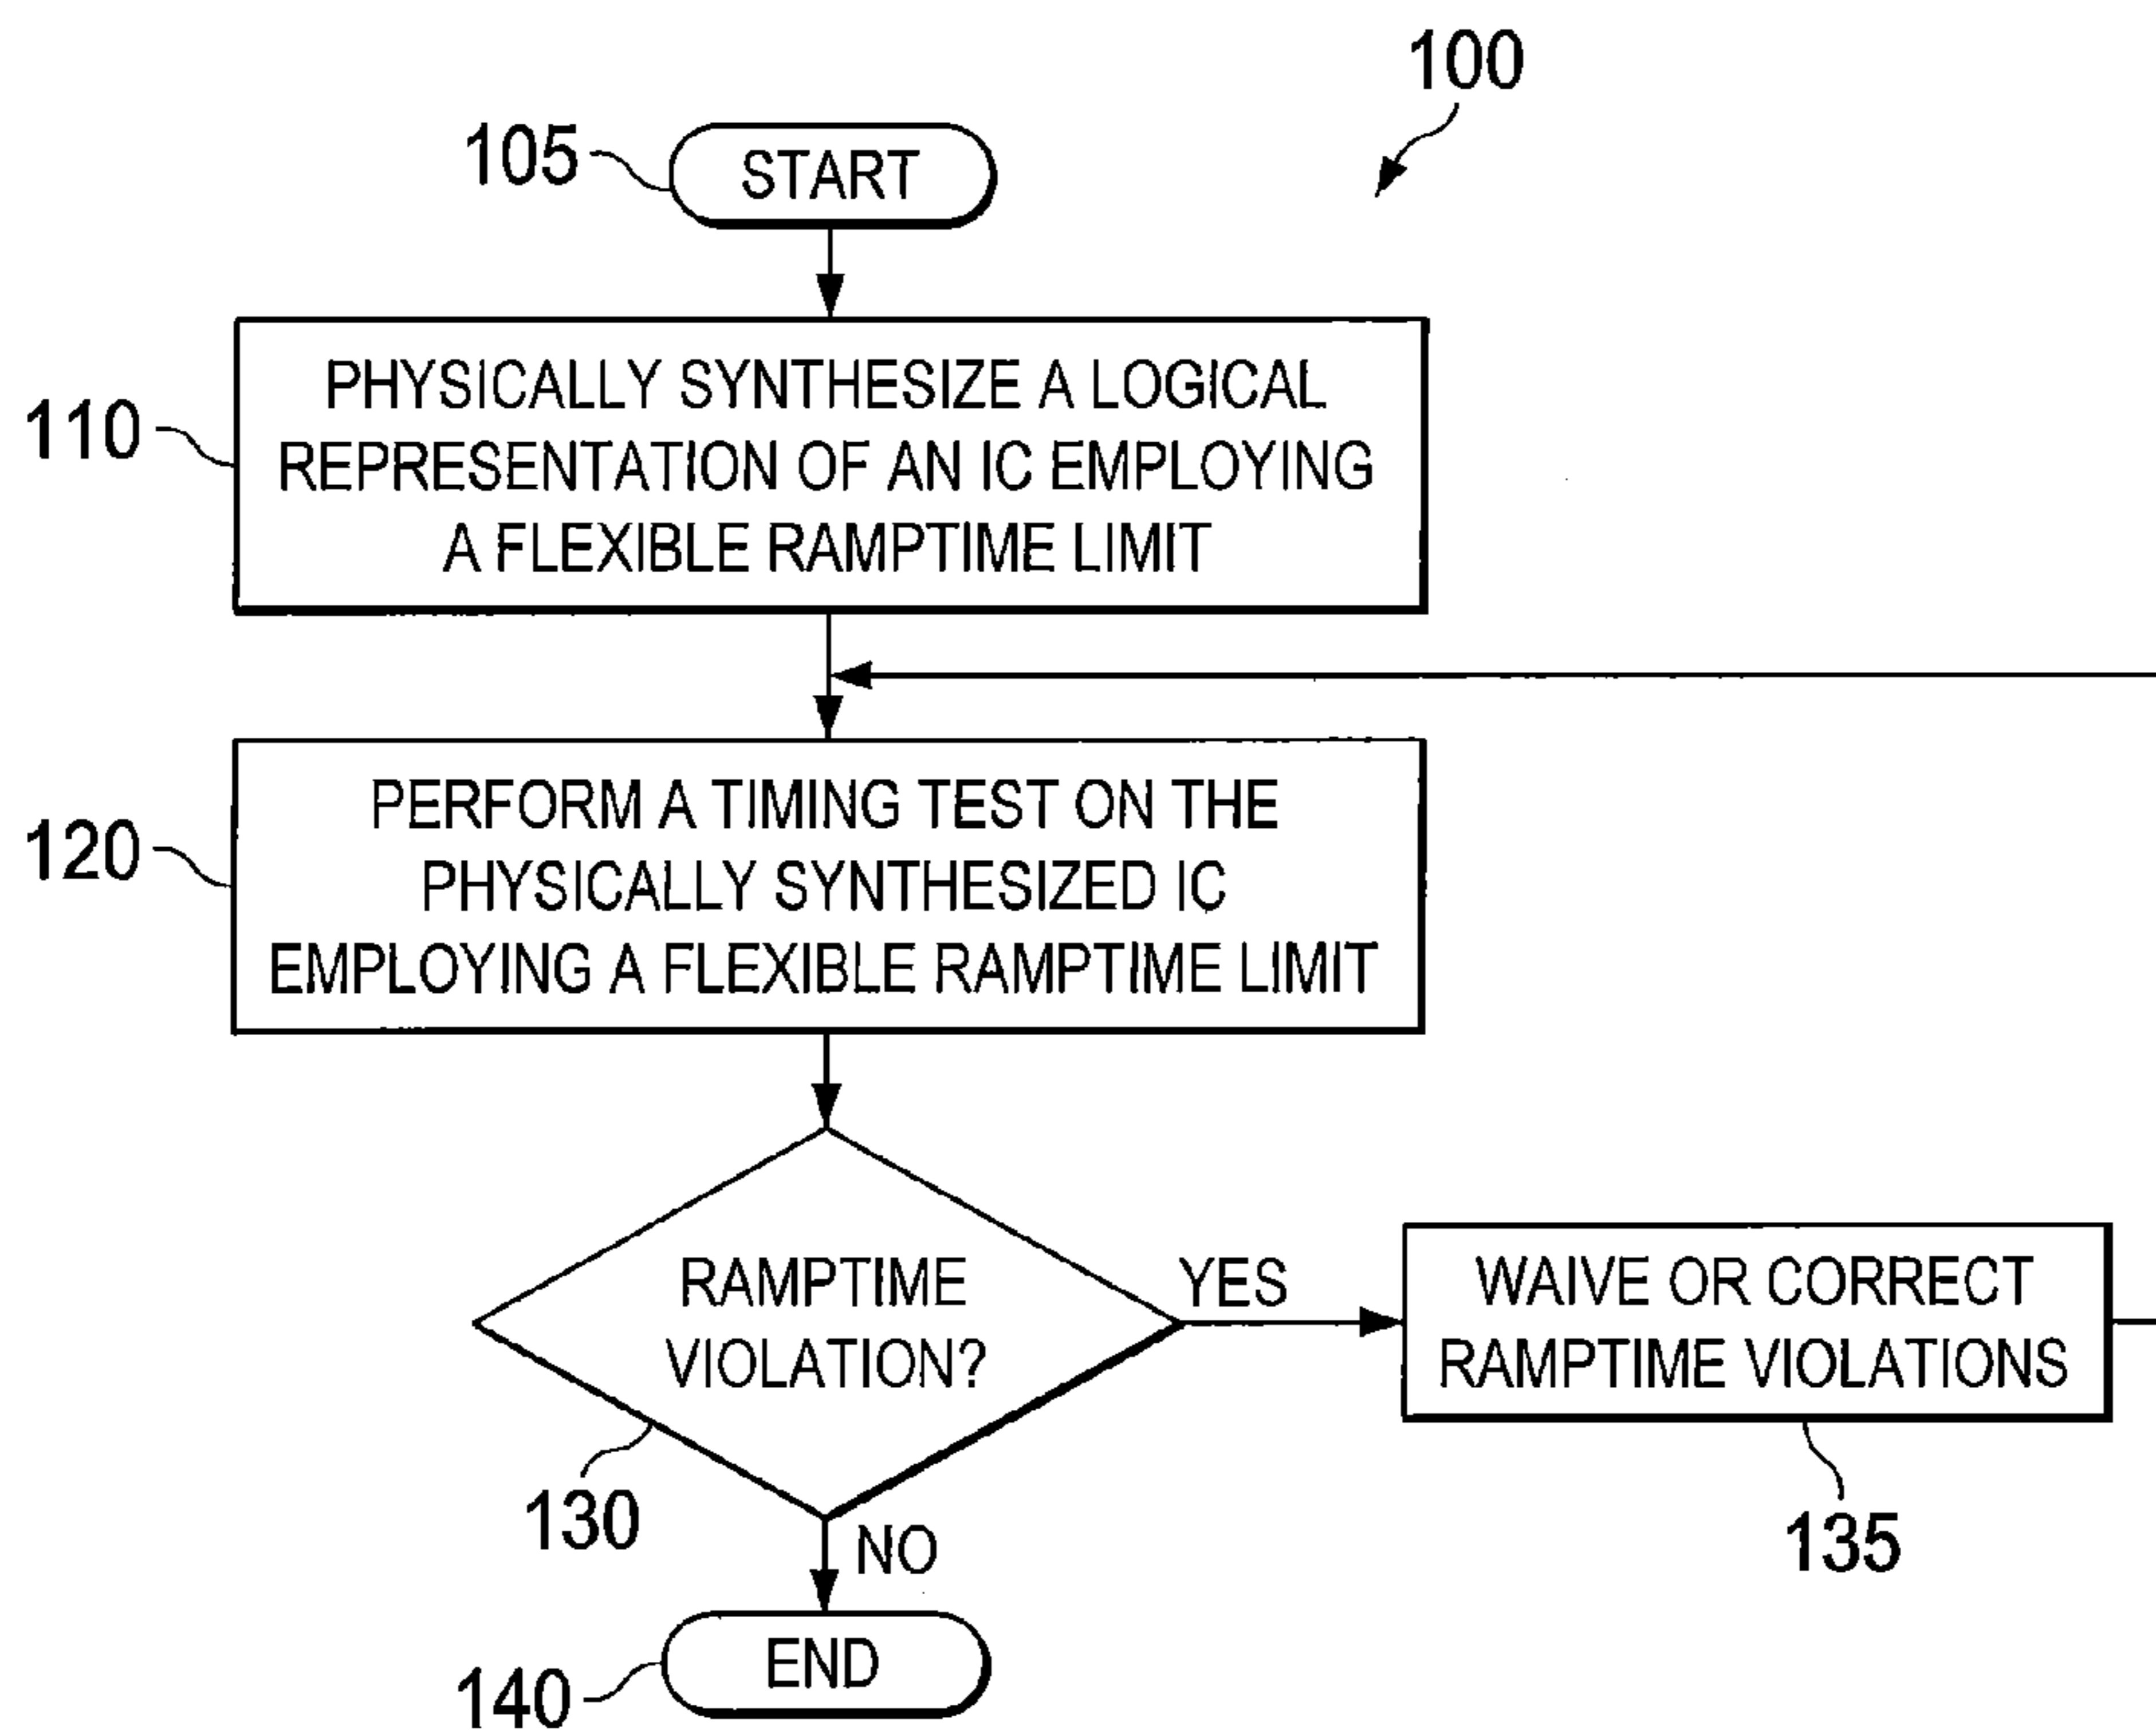 100
105
START
110
PHYSICALLY SYNTHESIZE A LOGICAL
REPRESENTATION OF AN IC EMPLOYING
A FLEXIBLE RAMPTIME LIMIT
120
PERFORM A TIMING TEST ON THE
PHYSICALLY SYNTHESIZED IC
EMPLOYING A FLEXIBLE RAMPTIME LIMIT
RAMPTIME
VIOLATION?
YES
WAIVE OR CORRECT
RAMPTIME VIOLATIONS
130
135
NO
END
140